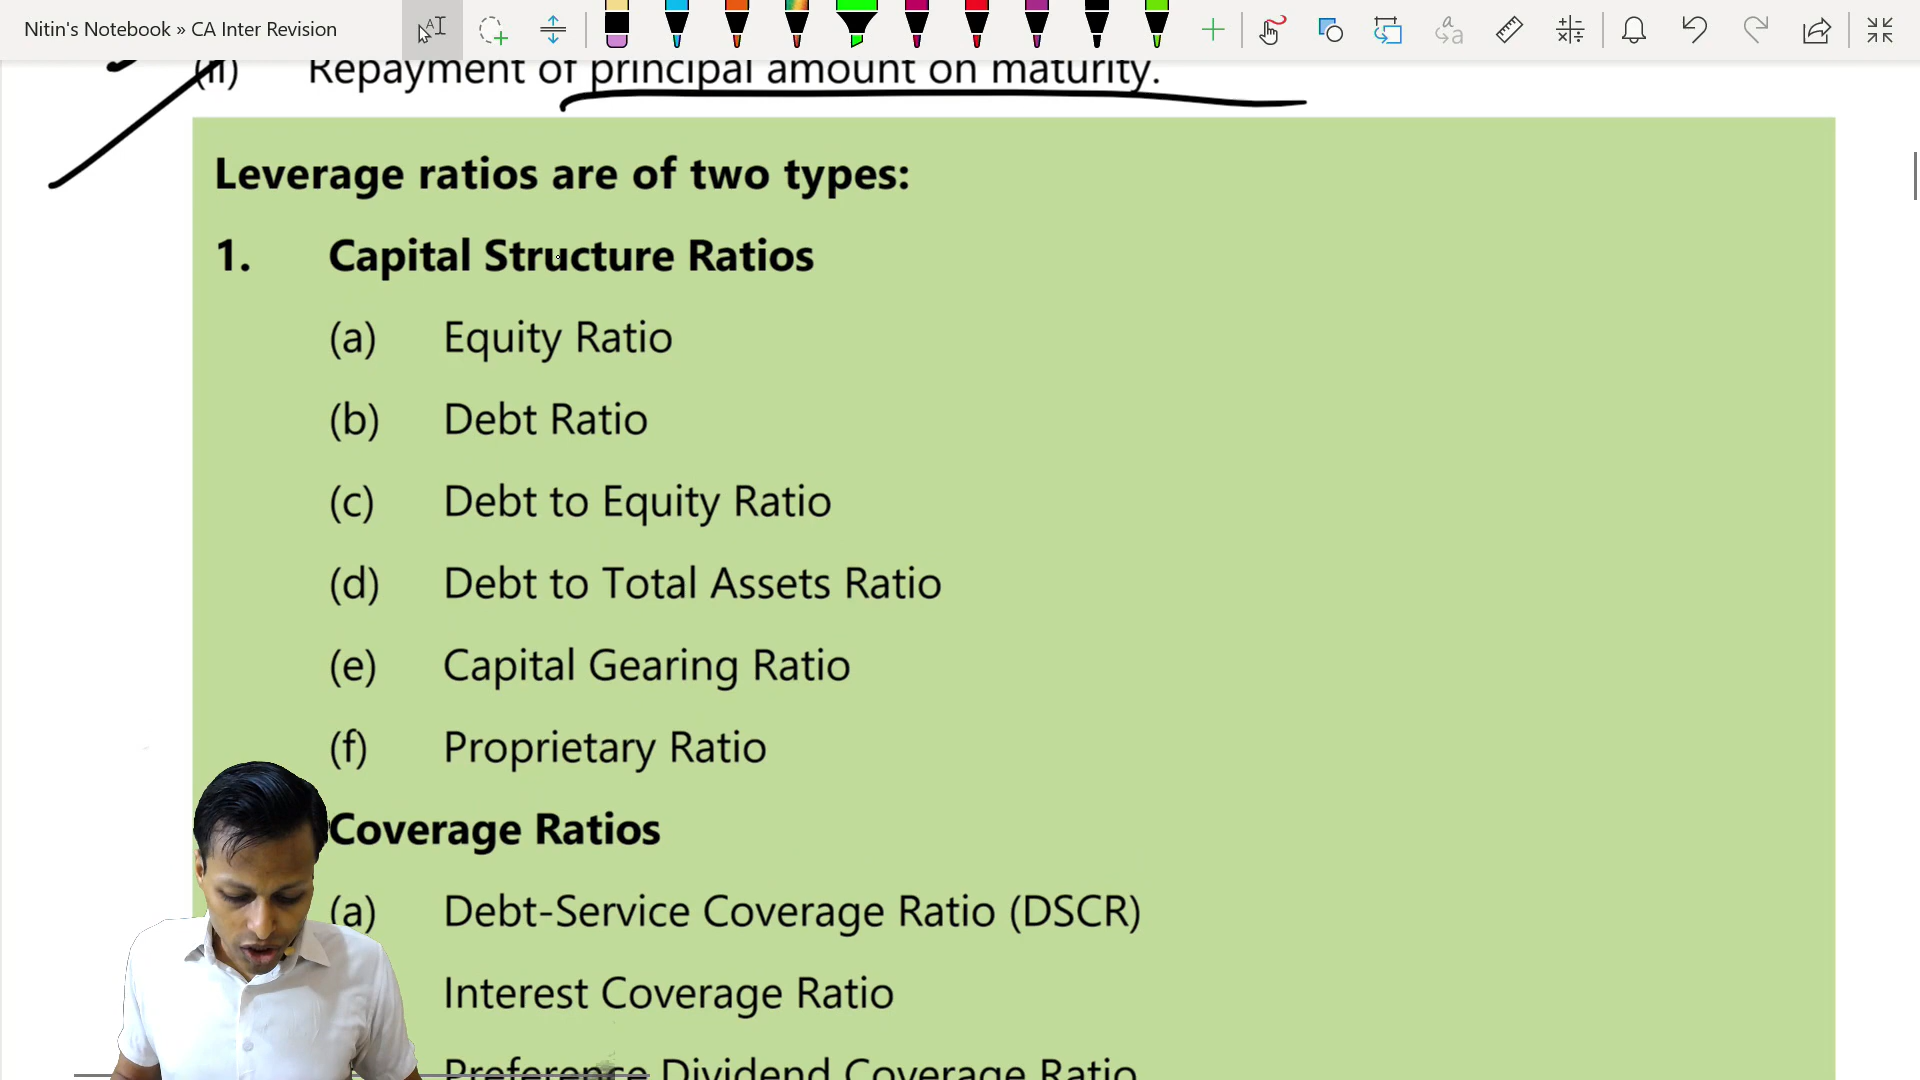 Nitin's Notebook » CA Inter Revision
(ii) Repayment of principal amount on maturity.
Leverage ratios are of two types:
1. Capital Structure Ratios
(a) Equity Ratio
(b) Debt Ratio
(c) Debt to Equity Ratio
(d) Debt to Total Assets Ratio
(e) Capital Gearing Ratio
(f) Proprietary Ratio
Coverage Ratios
(a) Debt-Service Coverage Ratio (DSCR)
Interest Coverage Ratio
Preference Dividend Coverage Ratio